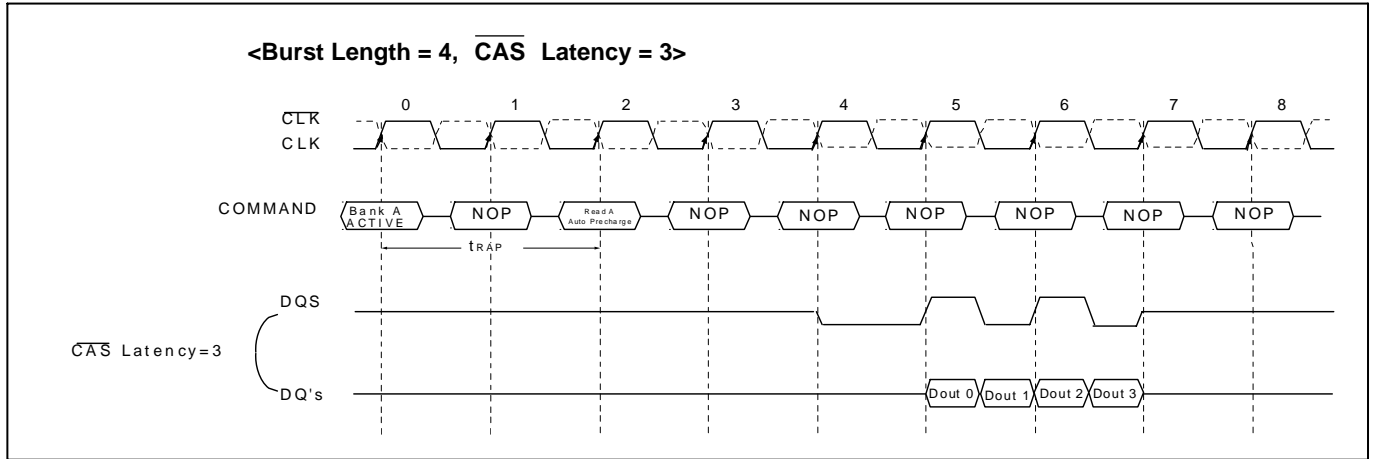 <Burst Length = 4, CAS Latency = 3>
0 1 2 3 4 5 6 7 8
CLK
CLK
COMMAND
Bank A
ACTIVE
NOP
Read A
Auto Precharge
NOP
NOP
NOP
NOP
NOP
NOP
tRAP
DQS
CAS Latency=3
DQ's
Dout 0 Dout 1 Dout 2 Dout 3